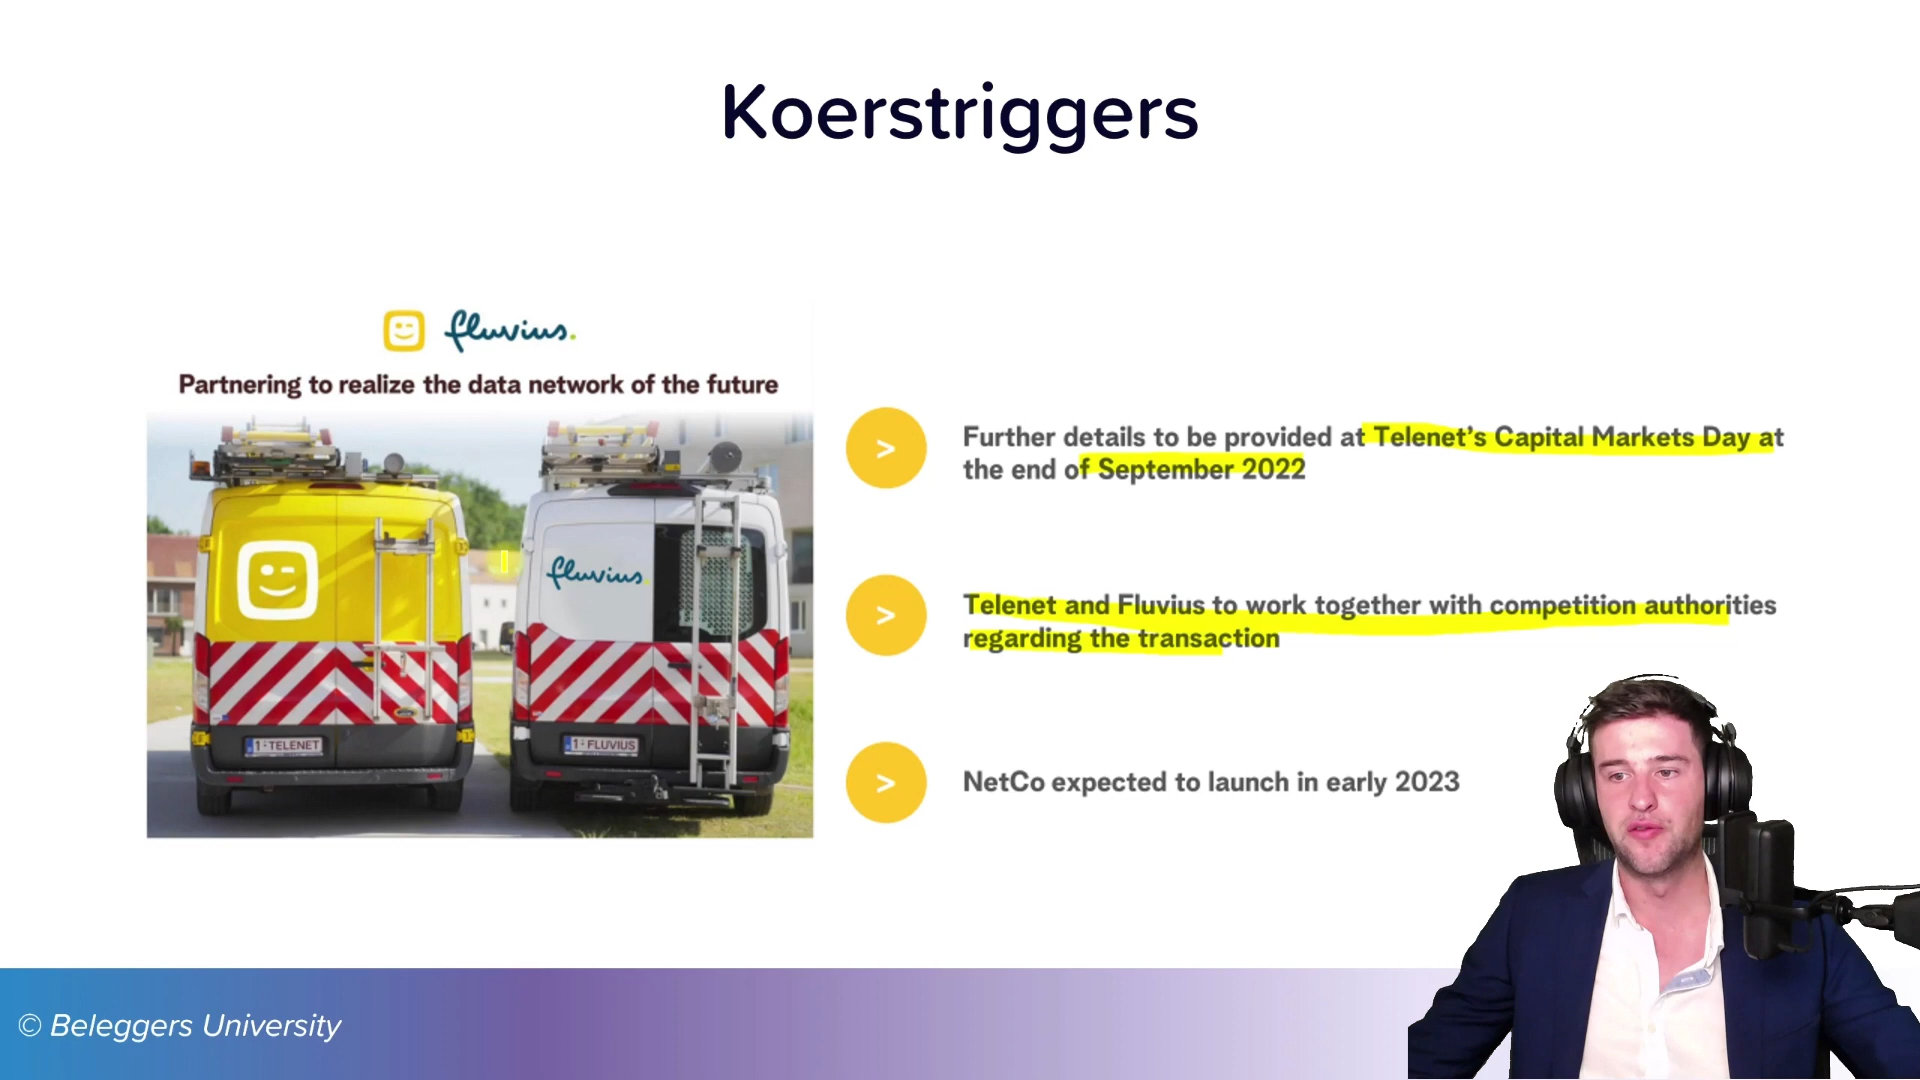 Koerstriggers
fluvius.
Partnering to realize the data network of the future
fluvius.
1-TELENET
1-FLUVIUS
> Further details to be provided at Telenet's Capital Markets Day at
the end of September 2022
> Telenet and Fluvius to work together with competition authorities
regarding the transaction
> NetCo expected to launch in early 2023
© Beleggers University